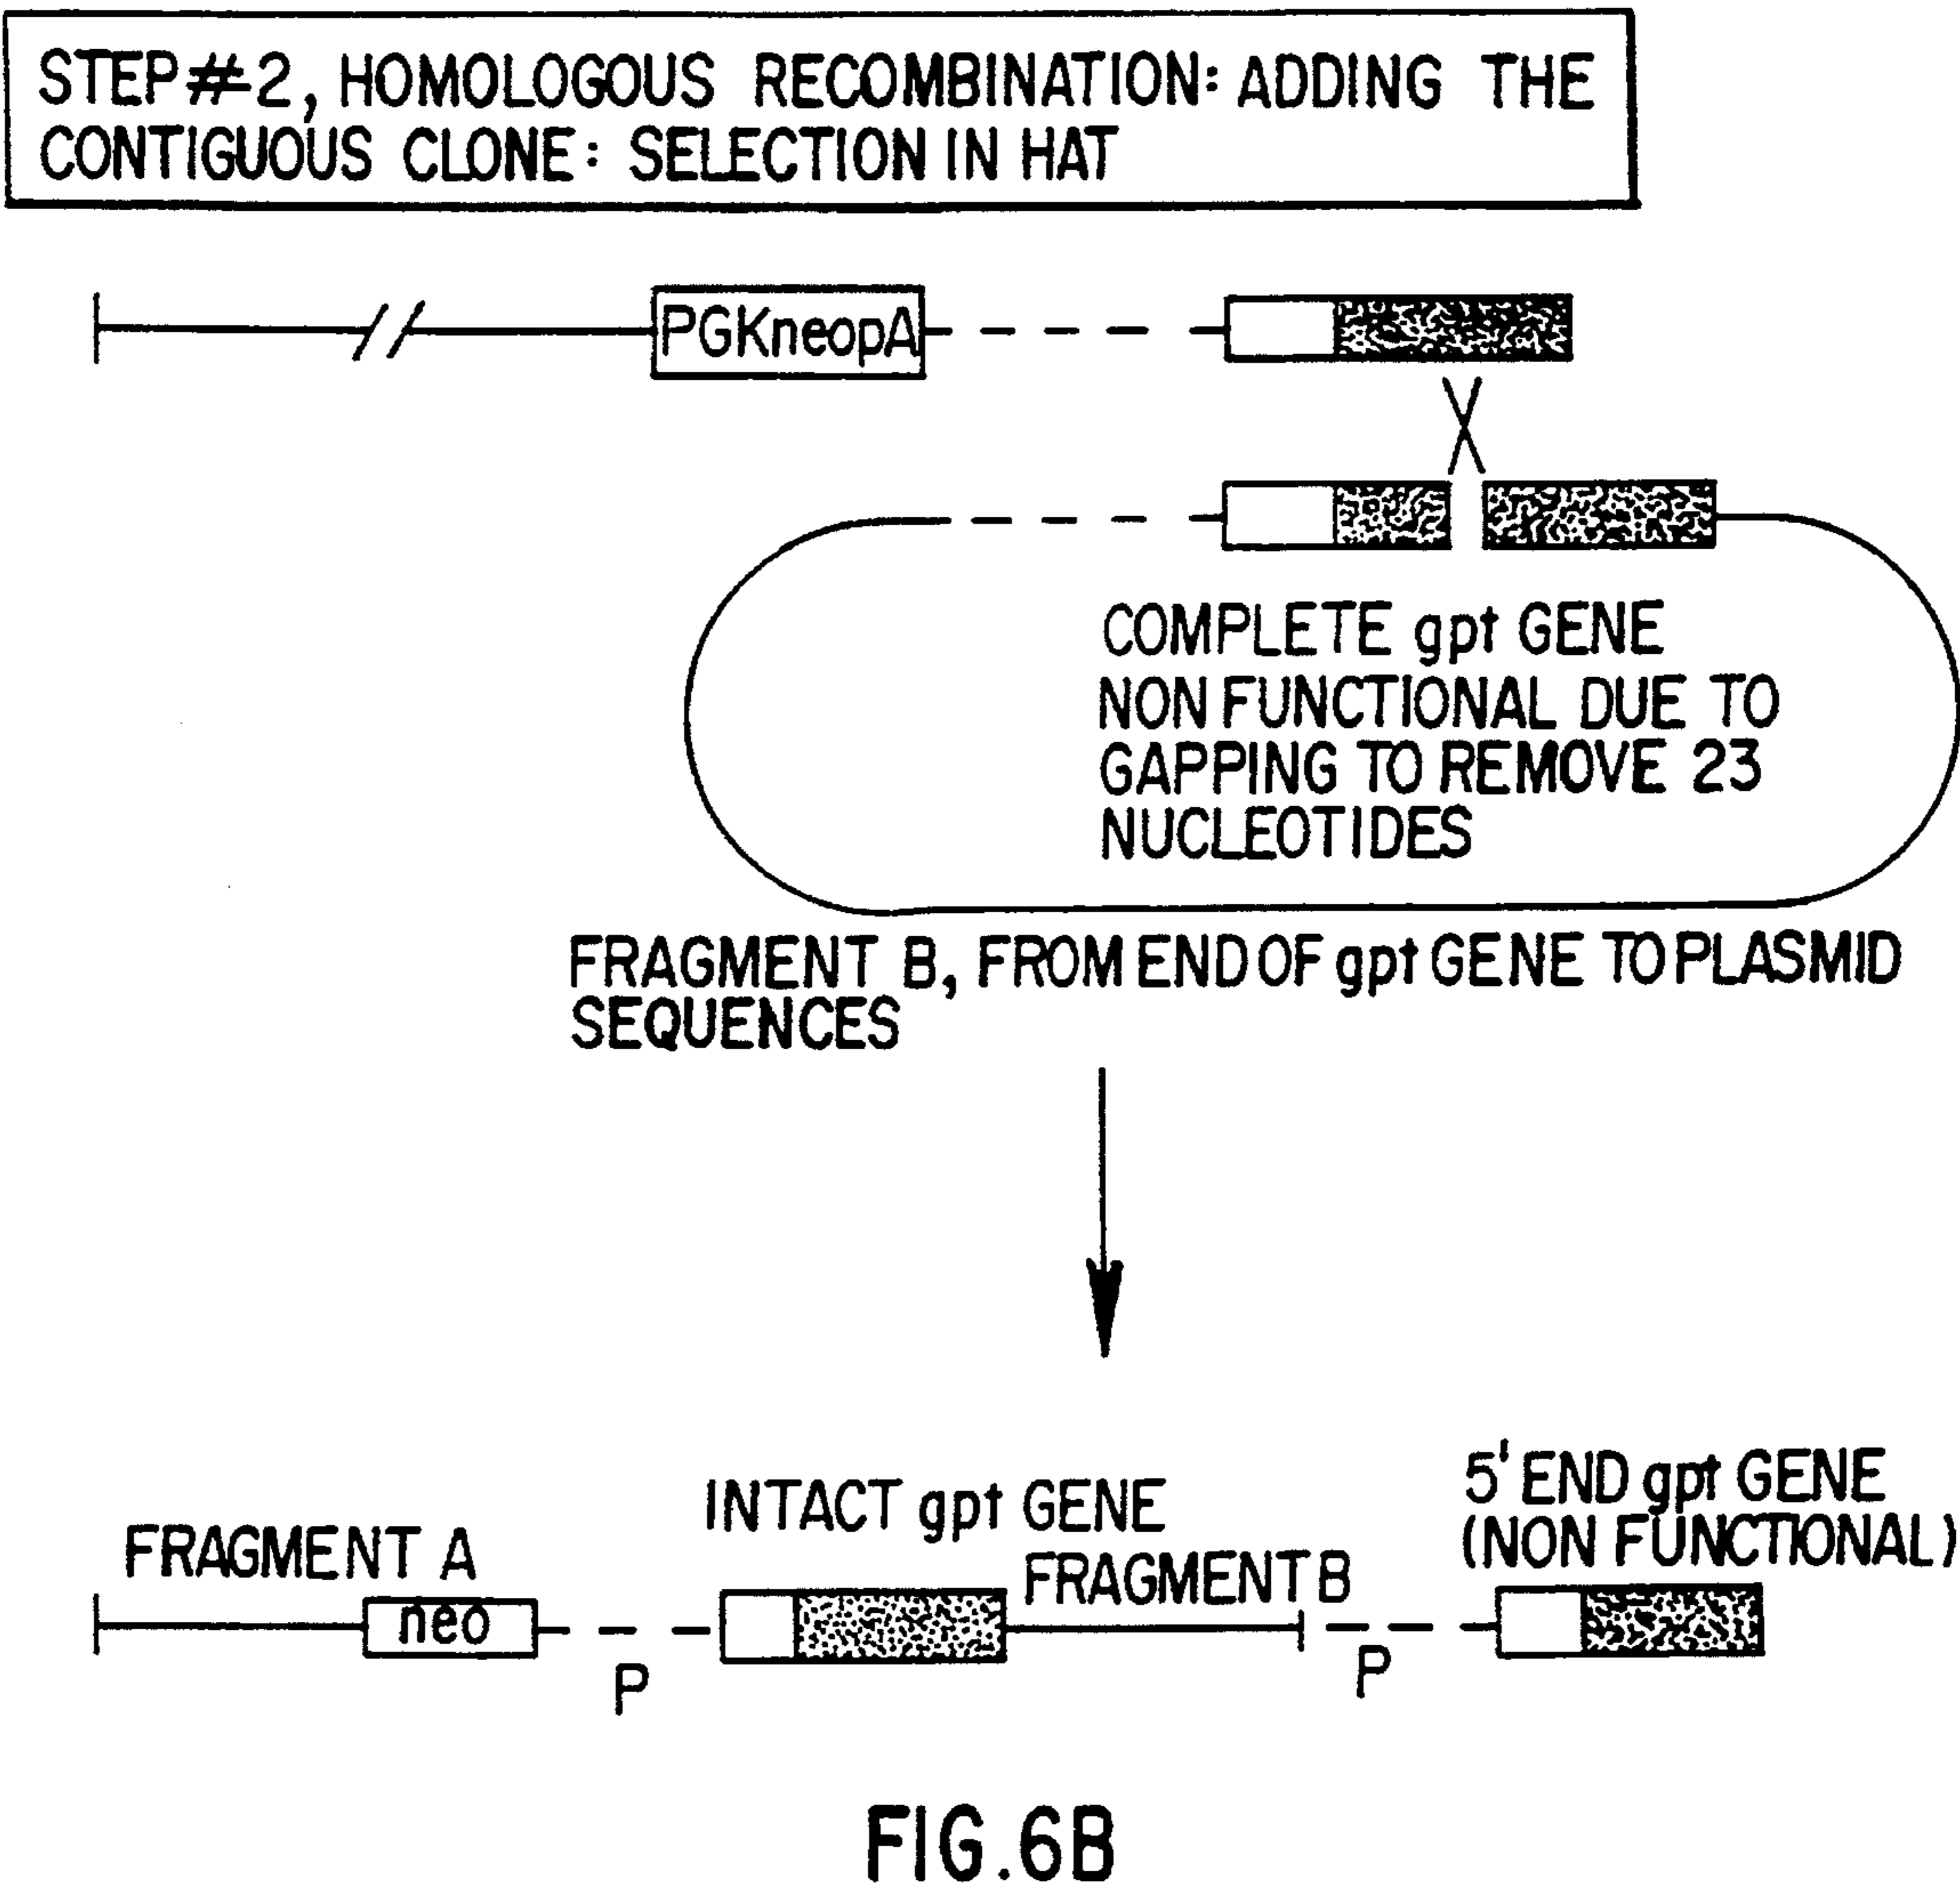 STEP #2, HOMOLOGOUS RECOMBINATION: ADDING THE
CONTIGUOUS CLONE: SELECTION IN HAT
PGKneopA
COMPLETE gpt GENE
NON FUNCTIONAL DUE TO
GAPPING TO REMOVE 23
NUCLEOTIDES
FRAGMENT B, FROM END OF gpt GENE TO PLASMID
SEQUENCES
FRAGMENT A
INTACT gpt GENE
FRAGMENT B
5' END gpt GENE
(NON FUNCTIONAL)
neo
P
P
FIG. 6B